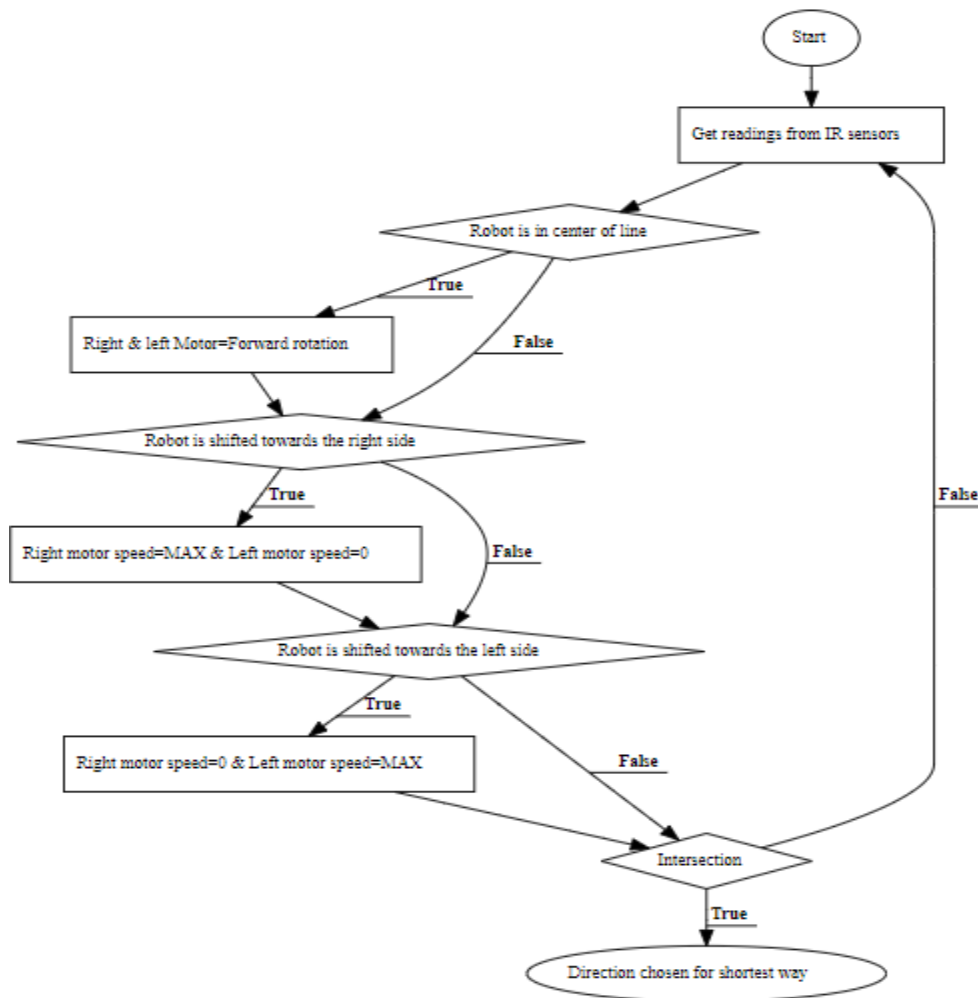 Start
Get readings from IR sensors
Robot is in center of line
True
Right & left Motor=Forward rotation
False
Robot is shifted towards the right side
True
Right motor speed=MAX & Left motor speed=0
False
False
Robot is shifted towards the left side
True
Right motor speed=0 & Left motor speed=MAX
False
Intersection
True
Direction chosen for shortest way